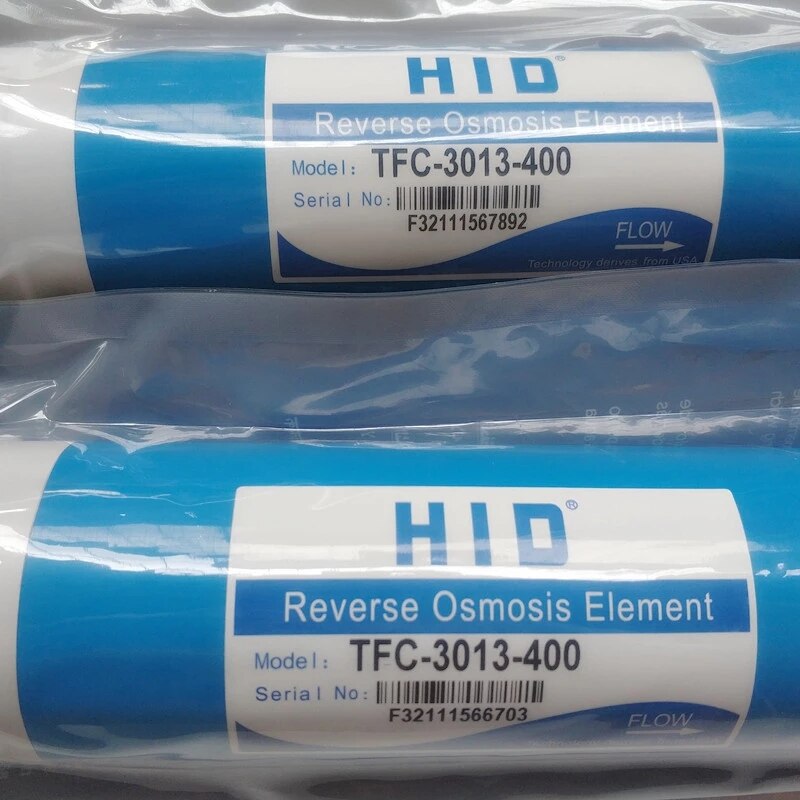 HID®
Reverse Osmosis Element
Model: TFC-3013-400
Serial No:
F32111567892
FLOW
Technology derives from USA
HID®
Reverse Osmosis Element
Model: TFC-3013-400
Serial No:
F32111566703
FLOW